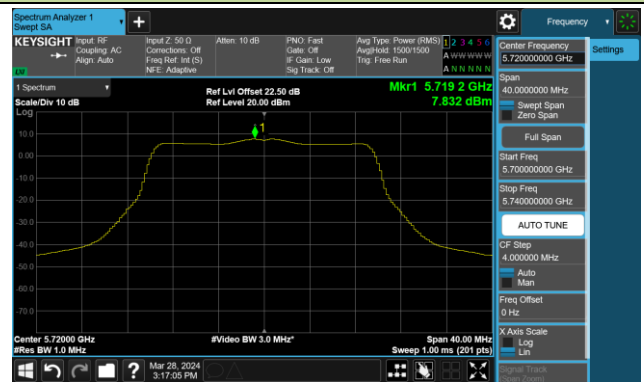 Spectrum Analyzer 1
Swept SA
Frequency
KEYSIGHT
Input: RF
Coupling: AC
Align: Auto
Input Z: 50 Ω
Corrections: Off
Freq Ref: Int (S)
NFE: Adaptive
Atten: 10 dB
PNO: Fast
Gate: Off
IF Gain: Low
Sig Track: Off
Avg Type: Power (RMS)
Avg|Hold: 1500/1500
Trig: Free Run
1 2 3 4 5 6
A W W W W W
A N N N N N
1 Spectrum
Scale/Div 10 dB
Log
Ref Lvl Offset 22.50 dB
Ref Level 20.00 dBm
Mkr1 5.719 2 GHz
7.832 dBm
1
10.0
0.00
-10.0
-20.0
-30.0
-40.0
-50.0
-60.0
-70.0
Center 5.72000 GHz
#Res BW 1.0 MHz
#Video BW 3.0 MHz*
Span 40.00 MHz
Sweep 1.00 ms (201 pts)
Center Frequency
5.720000000 GHz
Settings
Span
40.0000000 MHz
Swept Span
Zero Span
Full Span
Start Freq
5.700000000 GHz
Stop Freq
5.740000000 GHz
AUTO TUNE
CF Step
4.000000 MHz
Auto
Man
Freq Offset
0 Hz
X Axis Scale
Log
Lin
Signal Track
(Span Zoom)
?
Mar 28, 2024
3:17:05 PM